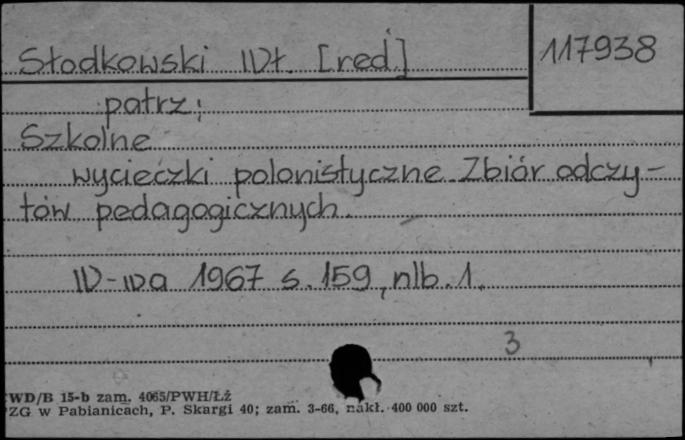 Słodkowski Wł. [red.]
117938
patrz:
Szkolne
wycieczki polonistyczne. Zbiór odczy-
tów pedagogicznych.
W-wa 1967 s. 159, nlb. 1.
3
WD/B 15-b zam. 4065/PWH/Łż
ZG w Pabianicach, P. Skargi 40; zam. 3-66, nakł. 400 000 szt.